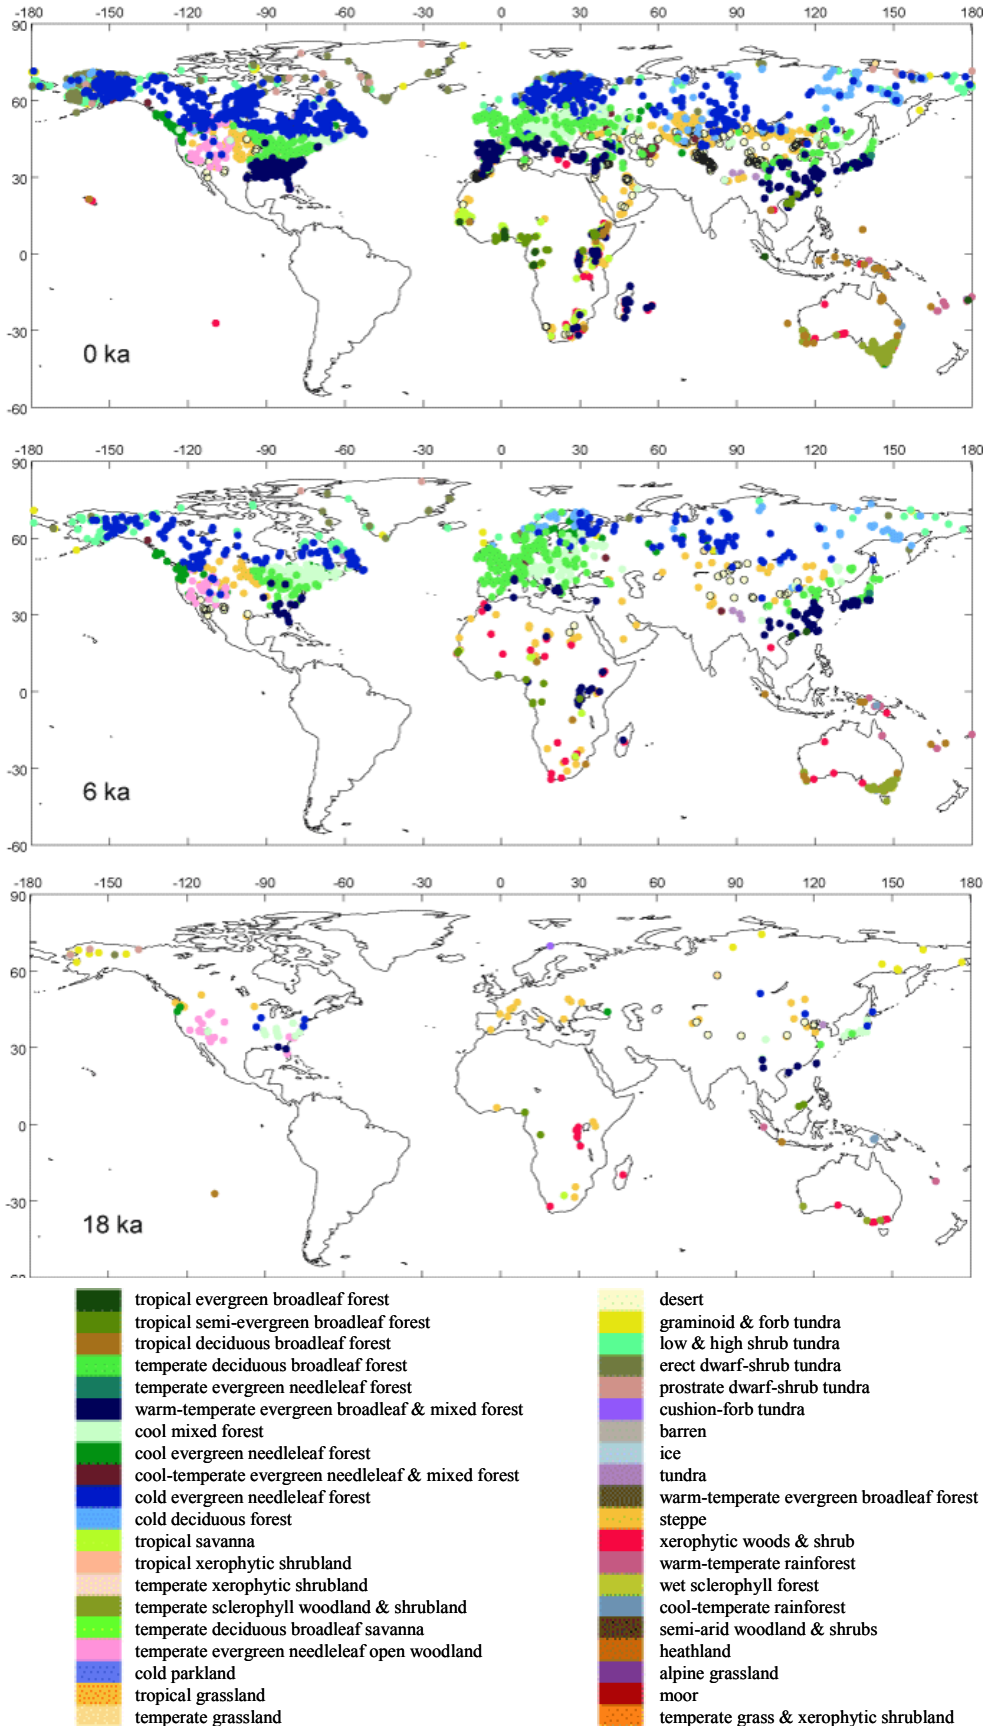 -180 -150 -120 -90 -60 -30 0 30 60 90 120 150 180
90
60
30
0
-30
-60
0 ka
-180 -150 -120 -90 -60 0 30 60 90 120 150 180
90
60
30
0
-30
-60
6 ka
-180 -150 -120 -90 -60 0 30 60 90 120 150 180
90
60
30
0
-30
18 ka
tropical evergreen broadleaf forest
tropical semi-evergreen broadleaf forest
tropical deciduous broadleaf forest
temperate deciduous broadleaf forest
temperate evergreen needleleaf forest
warm-temperate evergreen broadleaf & mixed forest
cool mixed forest
cool evergreen needleleaf forest
cool-temperate evergreen needleleaf & mixed forest
cold evergreen needleleaf forest
cold deciduous forest
tropical savanna
tropical xerophytic shrubland
temperate xerophytic shrubland
temperate sclerophyll woodland & shrubland
temperate deciduous broadleaf savanna
temperate evergreen needleleaf open woodland
cold parkland
tropical grassland
temperate grassland
desert
graminoid & forb tundra
low & high shrub tundra
erect dwarf-shrub tundra
prostrate dwarf-shrub tundra
cushion-forb tundra
barren
ice
tundra
warm-temperate evergreen broadleaf forest
steppe
xerophytic woods & shrub
warm-temperate rainforest
wet sclerophyll forest
cool-temperate rainforest
semi-arid woodland & shrubs
heathland
alpine grassland
moor
temperate grass & xerophytic shrubland